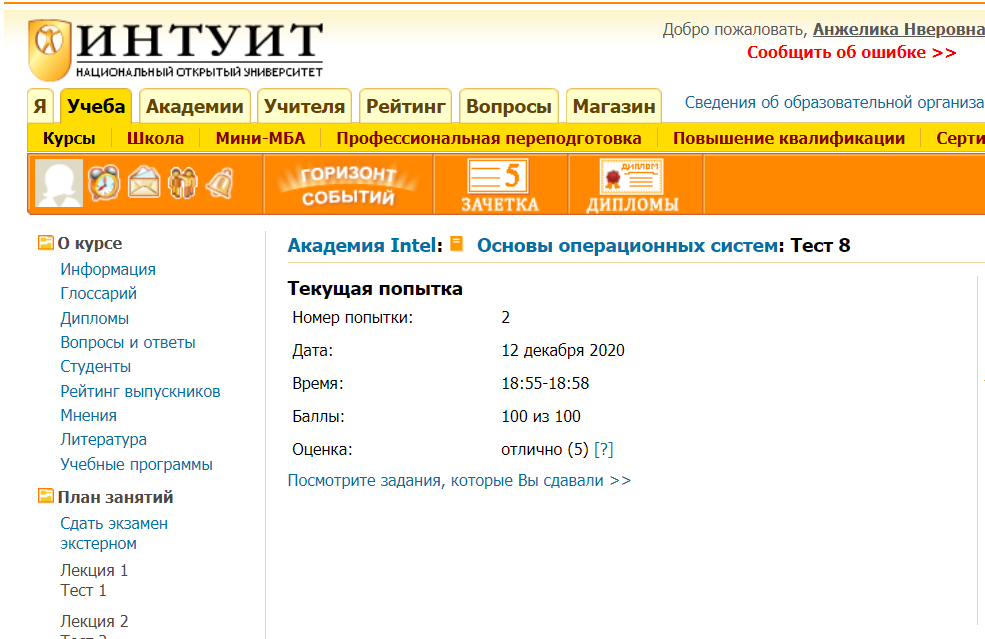 ИНТУИТ
НАЦИОНАЛЬНЫЙ ОТКРЫТЫЙ УНИВЕРСИТЕТ
Добро пожаловать, Анжелика Нверовна
Сообщить об ошибке >>
Я Учеба Академии Учителя Рейтинг Вопросы Магазин Сведения об образовательной организа
Курсы Школа Мини-МБА Профессиональная переподготовка Повышение квалификации Серти
ГОРИЗОНТ СОБЫТИЙ
5 ЗАЧЕТКА
ДИПЛОМ ДИПЛОМЫ
О курсе
Информация
Глоссарий
Дипломы
Вопросы и ответы
Студенты
Рейтинг выпускников
Мнения
Литература
Учебные программы
План занятий
Сдать экзамен
экстерном
Лекция 1
Тест 1
Лекция 2
Академия Intel: Основы операционных систем: Тест 8
Текущая попытка
Номер попытки: 2
Дата: 12 декабря 2020
Время: 18:55-18:58
Баллы: 100 из 100
Оценка: отлично (5) [?]
Посмотрите задания, которые Вы сдавали >>